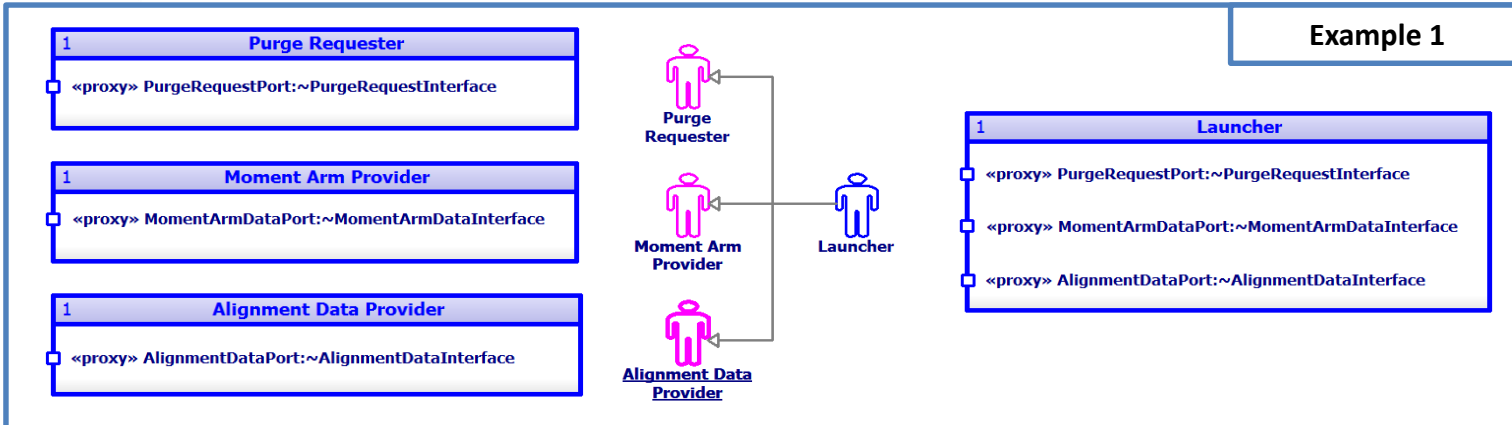 Example 1
1 Purge Requester
«proxy» PurgeRequestPort:~PurgeRequestInterface
1 Moment Arm Provider
«proxy» MomentArmDataPort:~MomentArmDataInterface
1 Alignment Data Provider
«proxy» AlignmentDataPort:~AlignmentDataInterface
Purge
Requester
Moment Arm
Provider
Alignment Data
Provider
Launcher
1 Launcher
«proxy» PurgeRequestPort:~PurgeRequestInterface
«proxy» MomentArmDataPort:~MomentArmDataInterface
«proxy» AlignmentDataPort:~AlignmentDataInterface